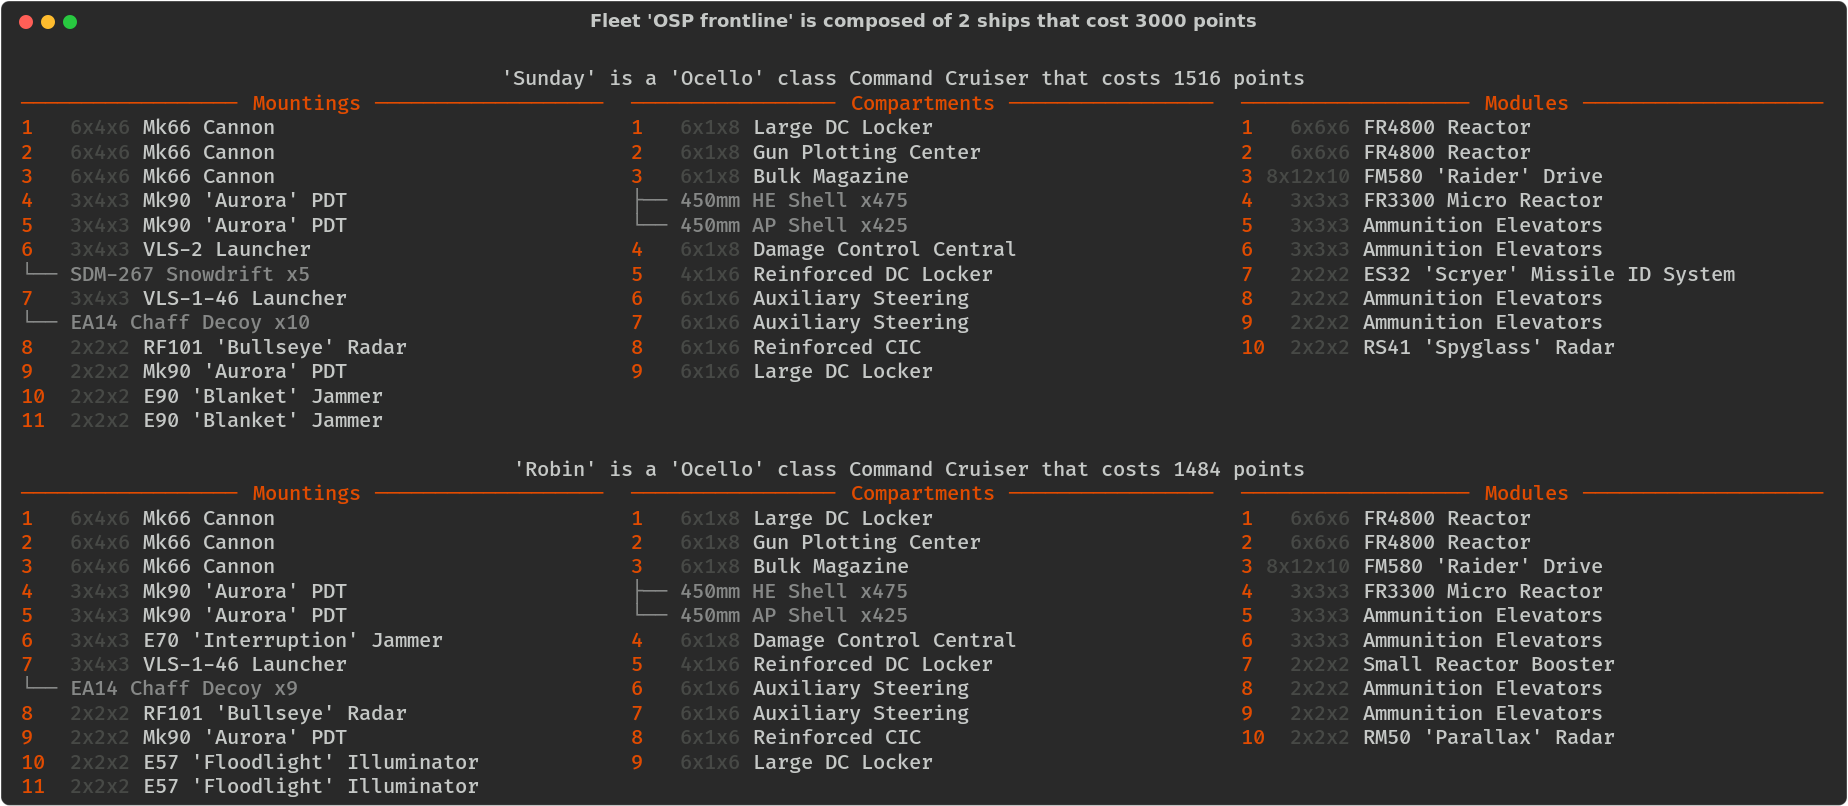 Fleet 'OSP frontline' is composed of 2 ships that cost 3000 points
'Sunday' is a 'Ocello' class Command Cruiser that costs 1516 points
Mountings Compartments Modules
1 6x4x6 Mk66 Cannon 1 6x1x8 Large DC Locker 1 6x6x6 FR4800 Reactor
2 6x4x6 Mk66 Cannon 2 6x1x8 Gun Plotting Center 2 6x6x6 FR4800 Reactor
3 6x4x6 Mk66 Cannon 3 6x1x8 Bulk Magazine 3 8x12x10 FM580 'Raider' Drive
4 3x4x3 Mk90 'Aurora' PDT ├── 450mm HE Shell x475 4 3x3x3 FR3300 Micro Reactor
5 3x4x3 Mk90 'Aurora' PDT └── 450mm AP Shell x425 5 3x3x3 Ammunition Elevators
6 3x4x3 VLS-2 Launcher 4 6x1x8 Damage Control Central 6 3x3x3 Ammunition Elevators
└── SDM-267 Snowdrift x5 5 4x1x6 Reinforced DC Locker 7 2x2x2 ES32 'Scryer' Missile ID System
7 3x4x3 VLS-1-46 Launcher 6 6x1x6 Auxiliary Steering 8 2x2x2 Ammunition Elevators
└── EA14 Chaff Decoy x10 7 6x1x6 Auxiliary Steering 9 2x2x2 Ammunition Elevators
8 2x2x2 RF101 'Bullseye' Radar 8 6x1x6 Reinforced CIC 10 2x2x2 RS41 'Spyglass' Radar
9 2x2x2 Mk90 'Aurora' PDT 9 6x1x6 Large DC Locker
10 2x2x2 E90 'Blanket' Jammer
11 2x2x2 E90 'Blanket' Jammer
'Robin' is a 'Ocello' class Command Cruiser that costs 1484 points
Mountings Compartments Modules
1 6x4x6 Mk66 Cannon 1 6x1x8 Large DC Locker 1 6x6x6 FR4800 Reactor
2 6x4x6 Mk66 Cannon 2 6x1x8 Gun Plotting Center 2 6x6x6 FR4800 Reactor
3 6x4x6 Mk66 Cannon 3 6x1x8 Bulk Magazine 3 8x12x10 FM580 'Raider' Drive
4 3x4x3 Mk90 'Aurora' PDT ├── 450mm HE Shell x475 4 3x3x3 FR3300 Micro Reactor
5 3x4x3 Mk90 'Aurora' PDT └── 450mm AP Shell x425 5 3x3x3 Ammunition Elevators
6 3x4x3 E70 'Interruption' Jammer 4 6x1x8 Damage Control Central 6 3x3x3 Ammunition Elevators
7 3x4x3 VLS-1-46 Launcher 5 4x1x6 Reinforced DC Locker 7 2x2x2 Small Reactor Booster
└── EA14 Chaff Decoy x9 6 6x1x6 Auxiliary Steering 8 2x2x2 Ammunition Elevators
8 2x2x2 RF101 'Bullseye' Radar 7 6x1x6 Auxiliary Steering 9 2x2x2 Ammunition Elevators
9 2x2x2 Mk90 'Aurora' PDT 8 6x1x6 Reinforced CIC 10 2x2x2 RM50 'Parallax' Radar
10 2x2x2 E57 'Floodlight' Illuminator 9 6x1x6 Large DC Locker
11 2x2x2 E57 'Floodlight' Illuminator